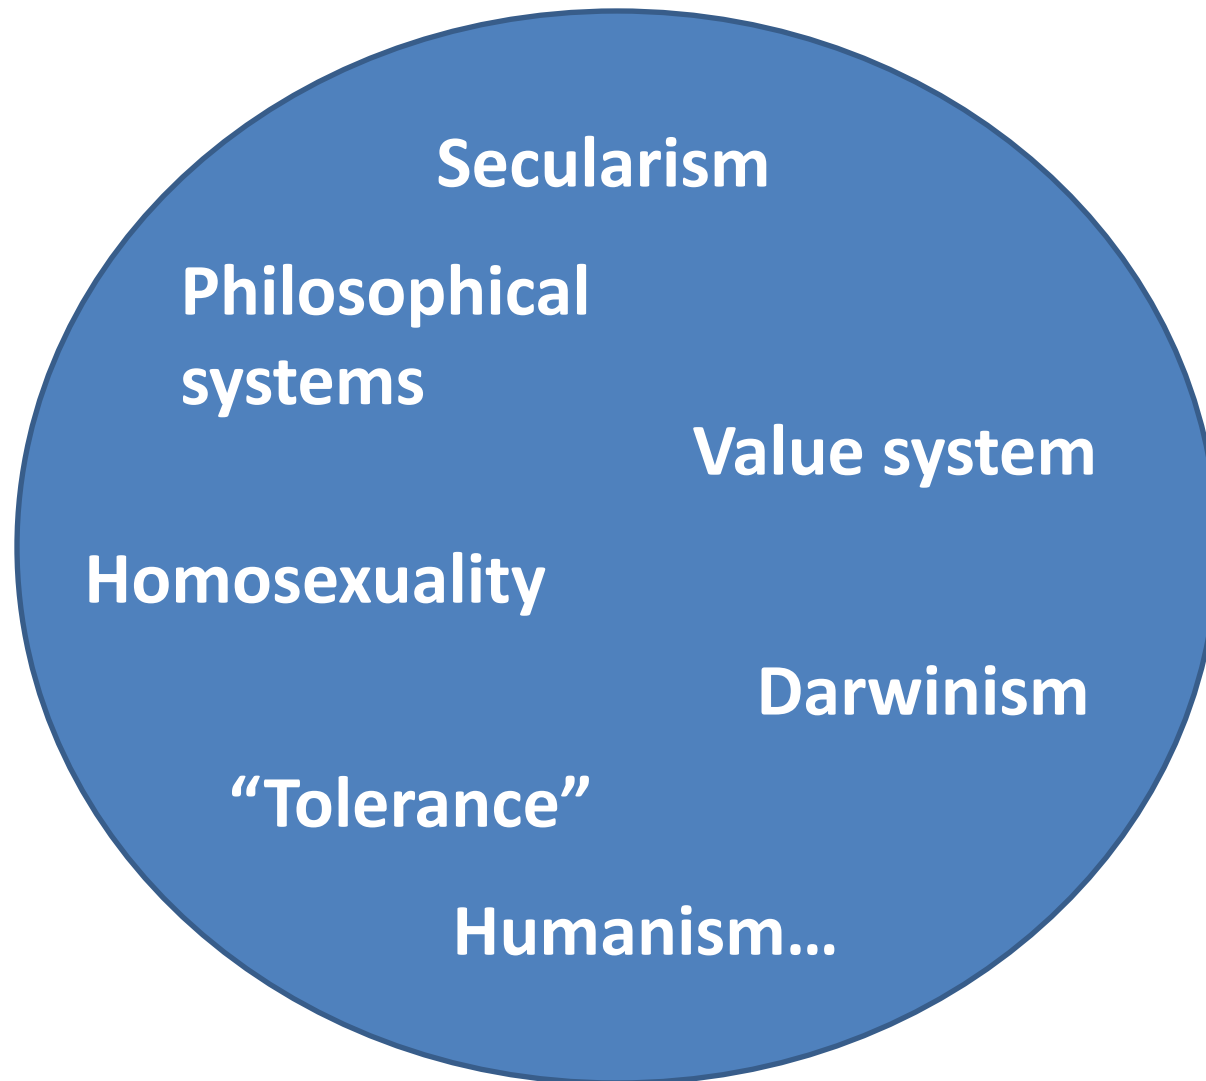 Secularism
Philosophical
systems
Value system
Homosexuality
Darwinism
“Tolerance”
Humanism…